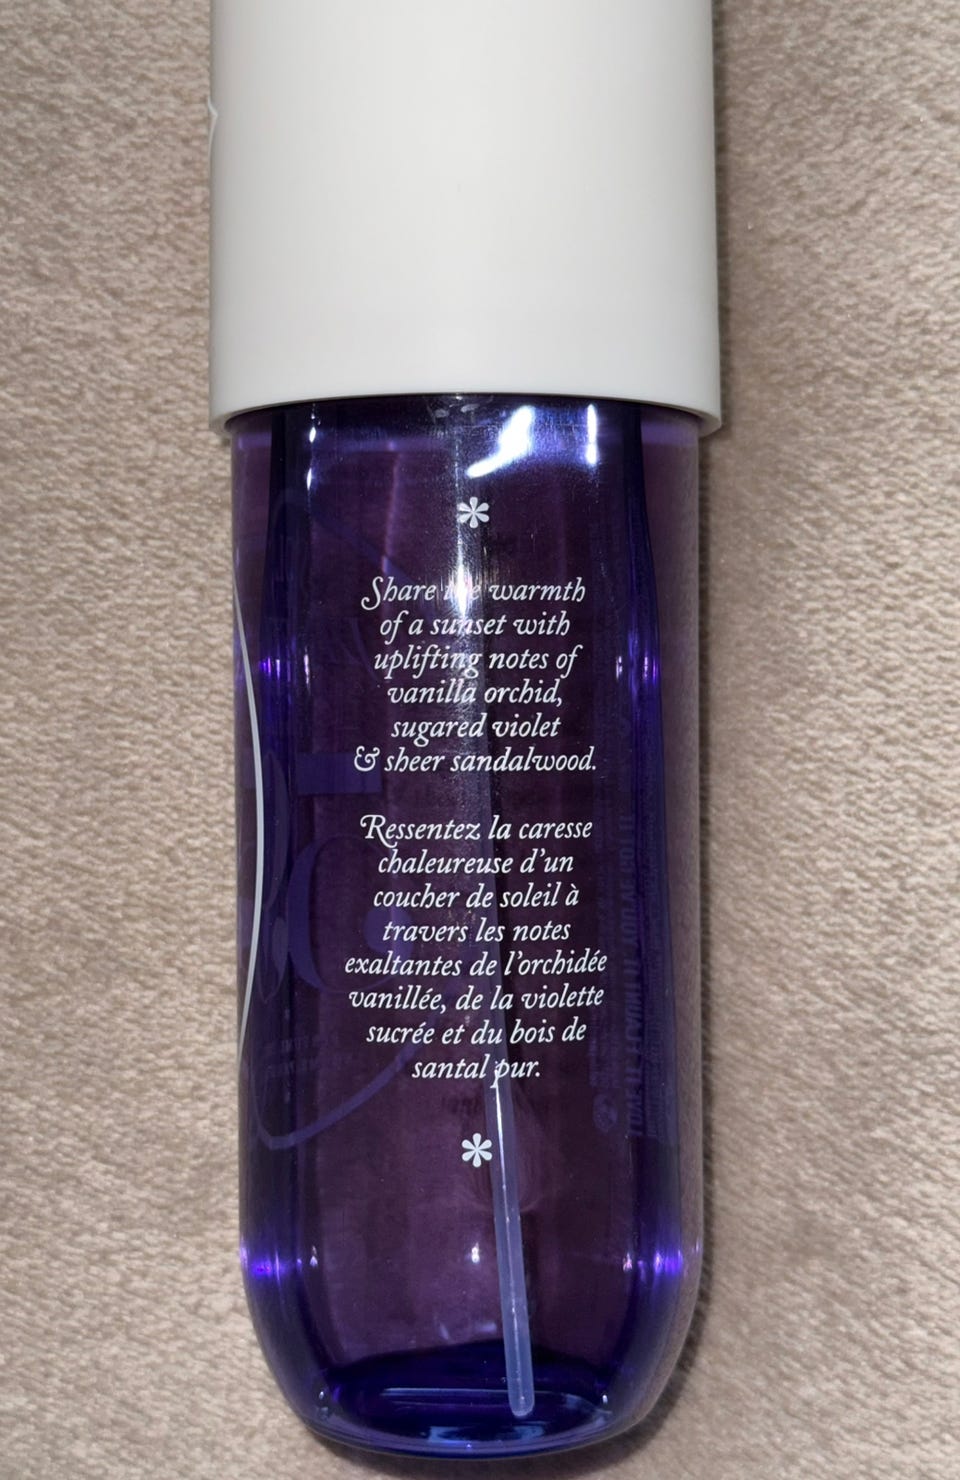 Share the warmth
of a sunset with
uplifting notes of
vanilla orchid,
sugared violet
& sheer sandalwood.
Ressentez la caresse
chaleureuse d'un
coucher de soleil à
travers les notes
exaltantes de l'orchidée
vanillée, de la violette
sucrée et du bois de
santal pur.